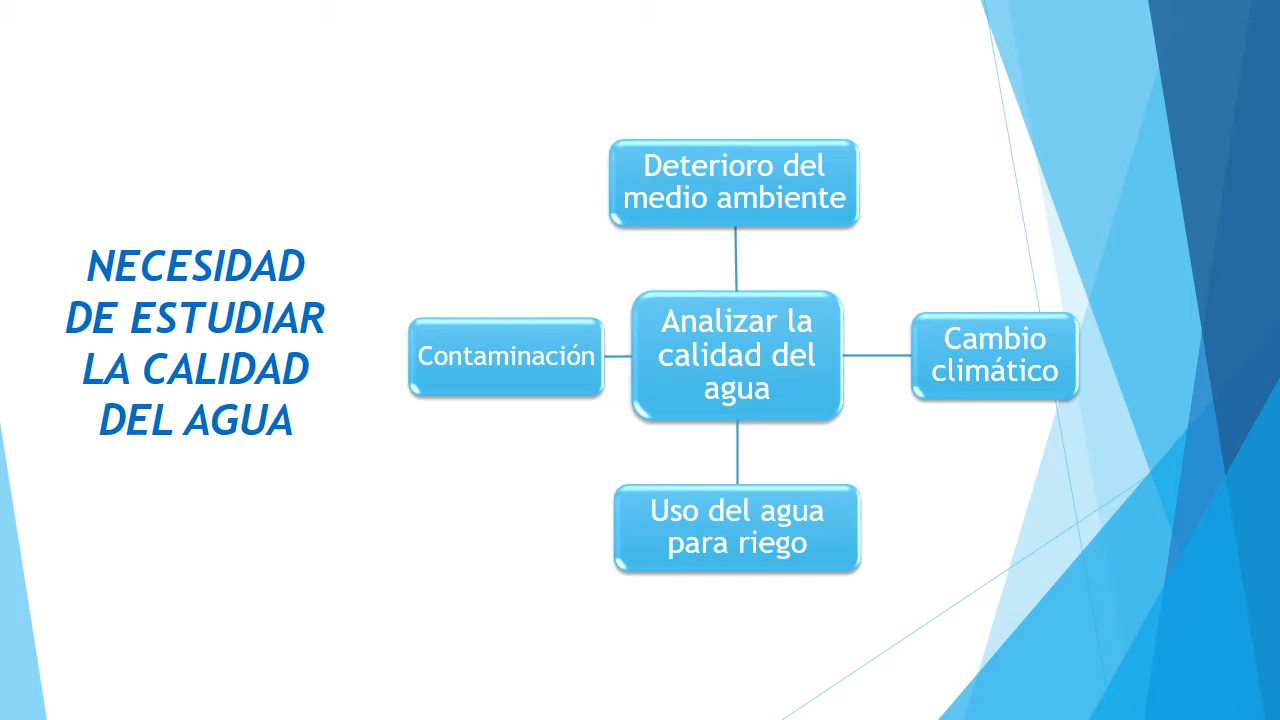 NECESIDAD
DE ESTUDIAR
LA CALIDAD
DEL AGUA
Deterioro del
medio ambiente
Contaminación
Analizar la
calidad del
agua
Cambio
climático
Uso del agua
para riego